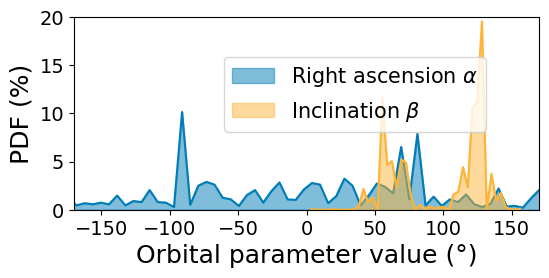 20
15
10
5
0
PDF (%)
Right ascension α
Inclination β
−150 −100 −50 0 50 100 150
Orbital parameter value (°)